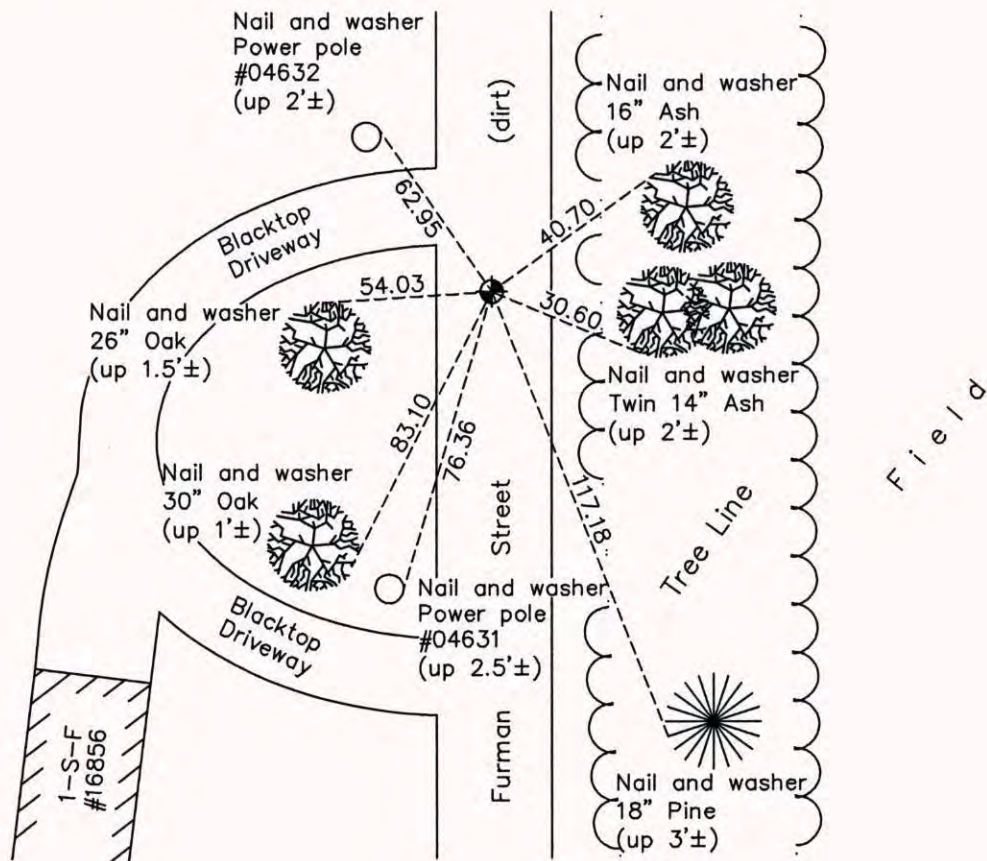 Nail and washer
Power pole
#04632
(up 2'±)
(dirt)
Nail and washer
16" Ash
(up 2'±)
62.95
40.70
Blacktop
Driveway
54.03
30.60
Nail and washer
26" Oak
(up 1.5'±)
Nail and washer
Twin 14" Ash
(up 2'±)
Field
83.10
76.36
Nail and washer
30" Oak
(up 1'±)
Street
117.18
Tree Line
Blacktop
Driveway
Nail and washer
Power pole
#04631
(up 2.5'±)
1-S-F
#16856
Furman
Nail and washer
18" Pine
(up 3'±)